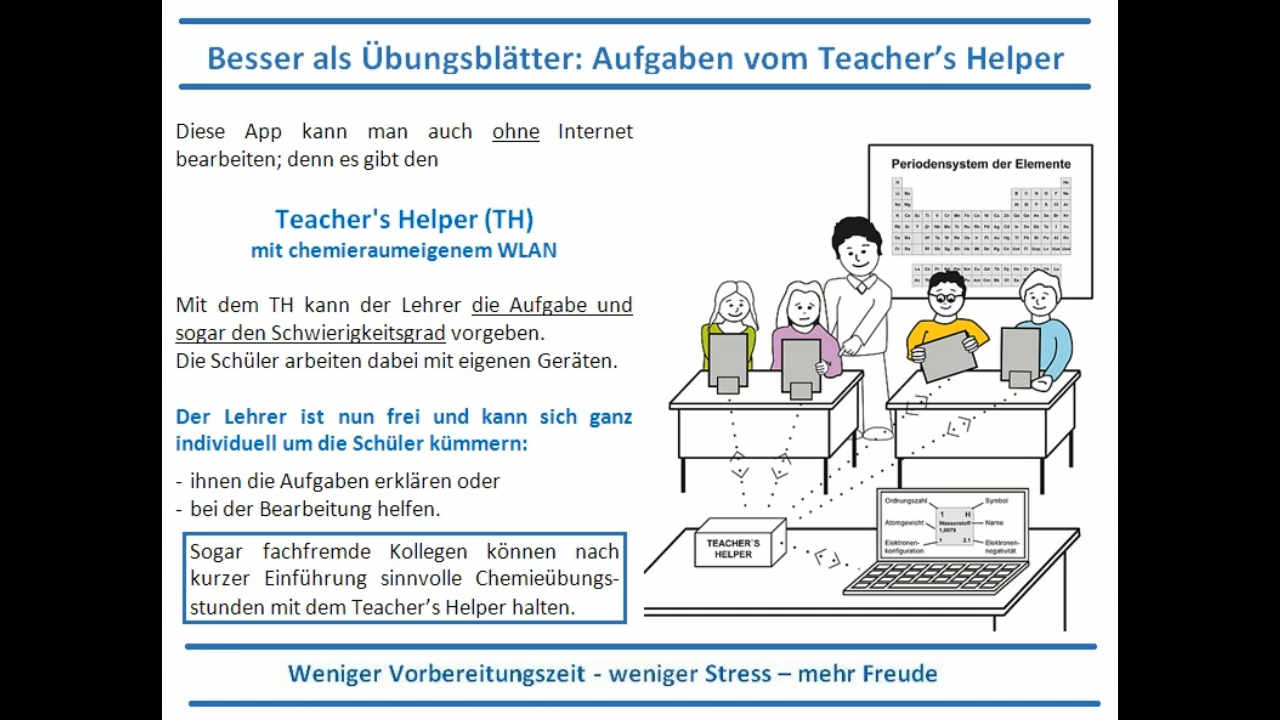 Besser als Übungsblätter: Aufgaben vom Teacher's Helper
Diese App kann man auch ohne Internet
bearbeiten; denn es gibt den
Teacher's Helper (TH)
mit chemieraumeigenem WLAN
Mit dem TH kann der Lehrer die Aufgabe und
sogar den Schwierigkeitsgrad vorgeben.
Die Schüler arbeiten dabei mit eigenen Geräten.
Der Lehrer ist nun frei und kann sich ganz
individuell um die Schüler kümmern:
- ihnen die Aufgaben erklären oder
- bei der Bearbeitung helfen.
Sogar fachfremde Kollegen können nach
kurzer Einführung sinnvolle Chemieübungs-
stunden mit dem Teacher's Helper halten.
Periodensystem der Elemente
TEACHER`S
HELPER
Ordnungszahl
Symbol
1 H
Atomgewicht
Wasserstoff
Name
1,0079
Elektronen-
konfiguration
1 2.1
Elektronen-
negativität
Weniger Vorbereitungszeit - weniger Stress – mehr Freude